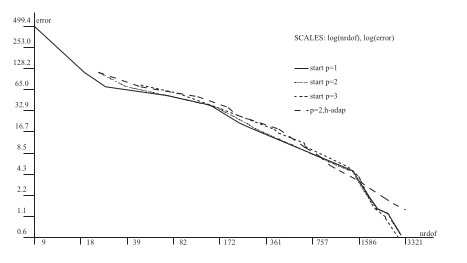 499.4 error
253.0
128.2
65.0
32.9
16.7
8.5
4.3
2.2
1.1
0.6
SCALES: log(nrdof), log(error)
start p=1
start p=2
start p=3
p=2,h-adap
nrdof
9 18 39 82 172 361 757 1586 3321